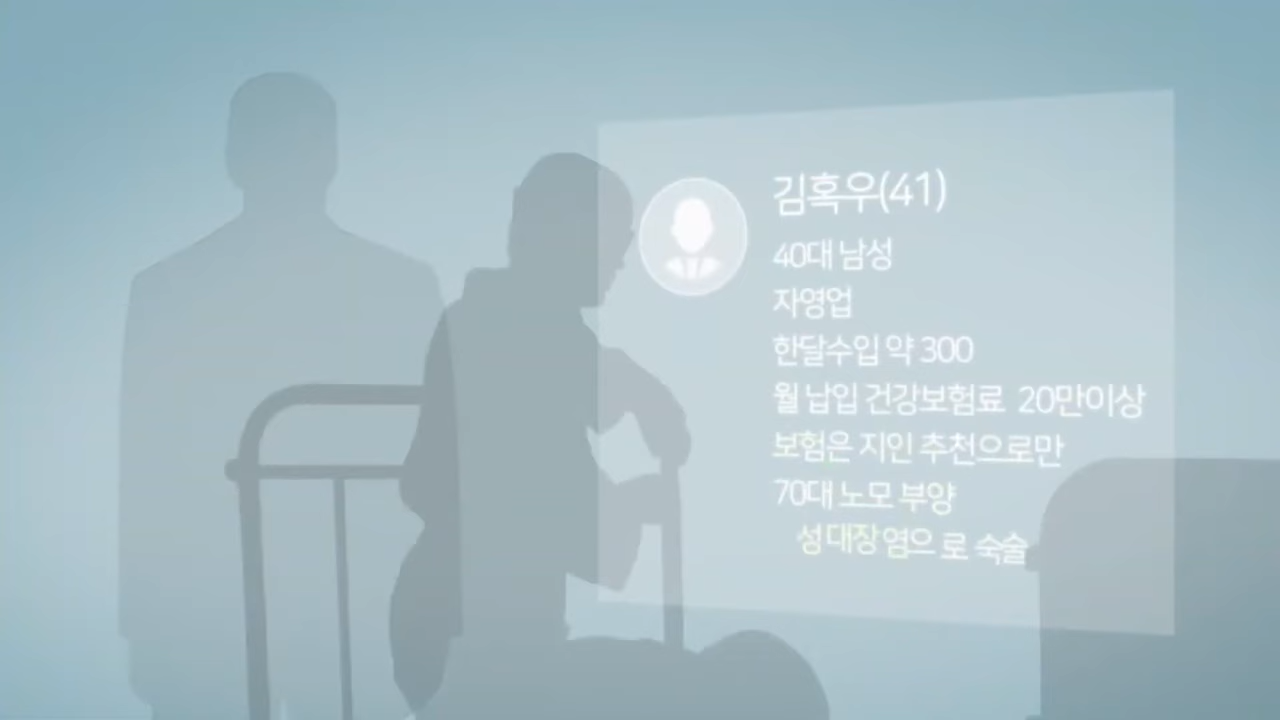 김혹우(41)
40대 남성
자영업
한달수입 약 300
월 납입 건강보험료 20만이상
보험은 지인 추천으로만
70대 노모 부양
성대장염으 로 숙술